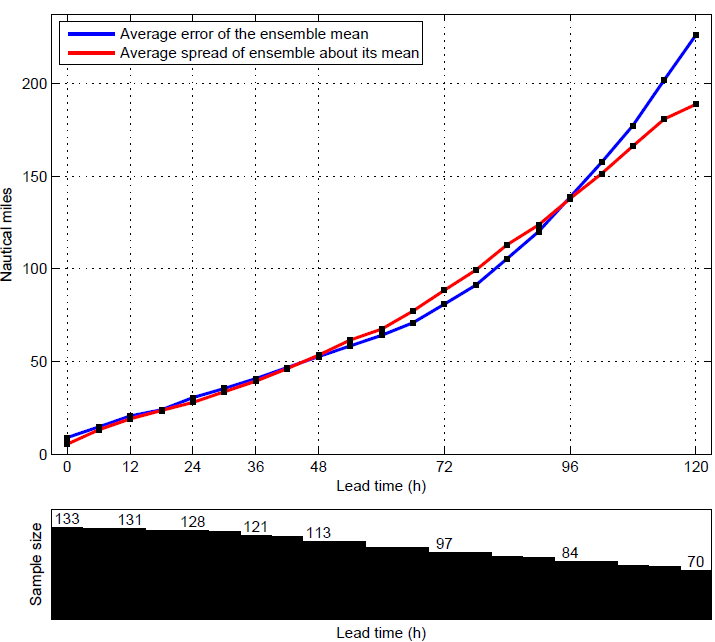 Average error of the ensemble mean
Average spread of ensemble about its mean
Nautical miles
200
150
100
50
0
0 12 24 36 48 72 96 120
Lead time (h)
Sample size
133 131 128 121 113 97 84 70
Lead time (h)